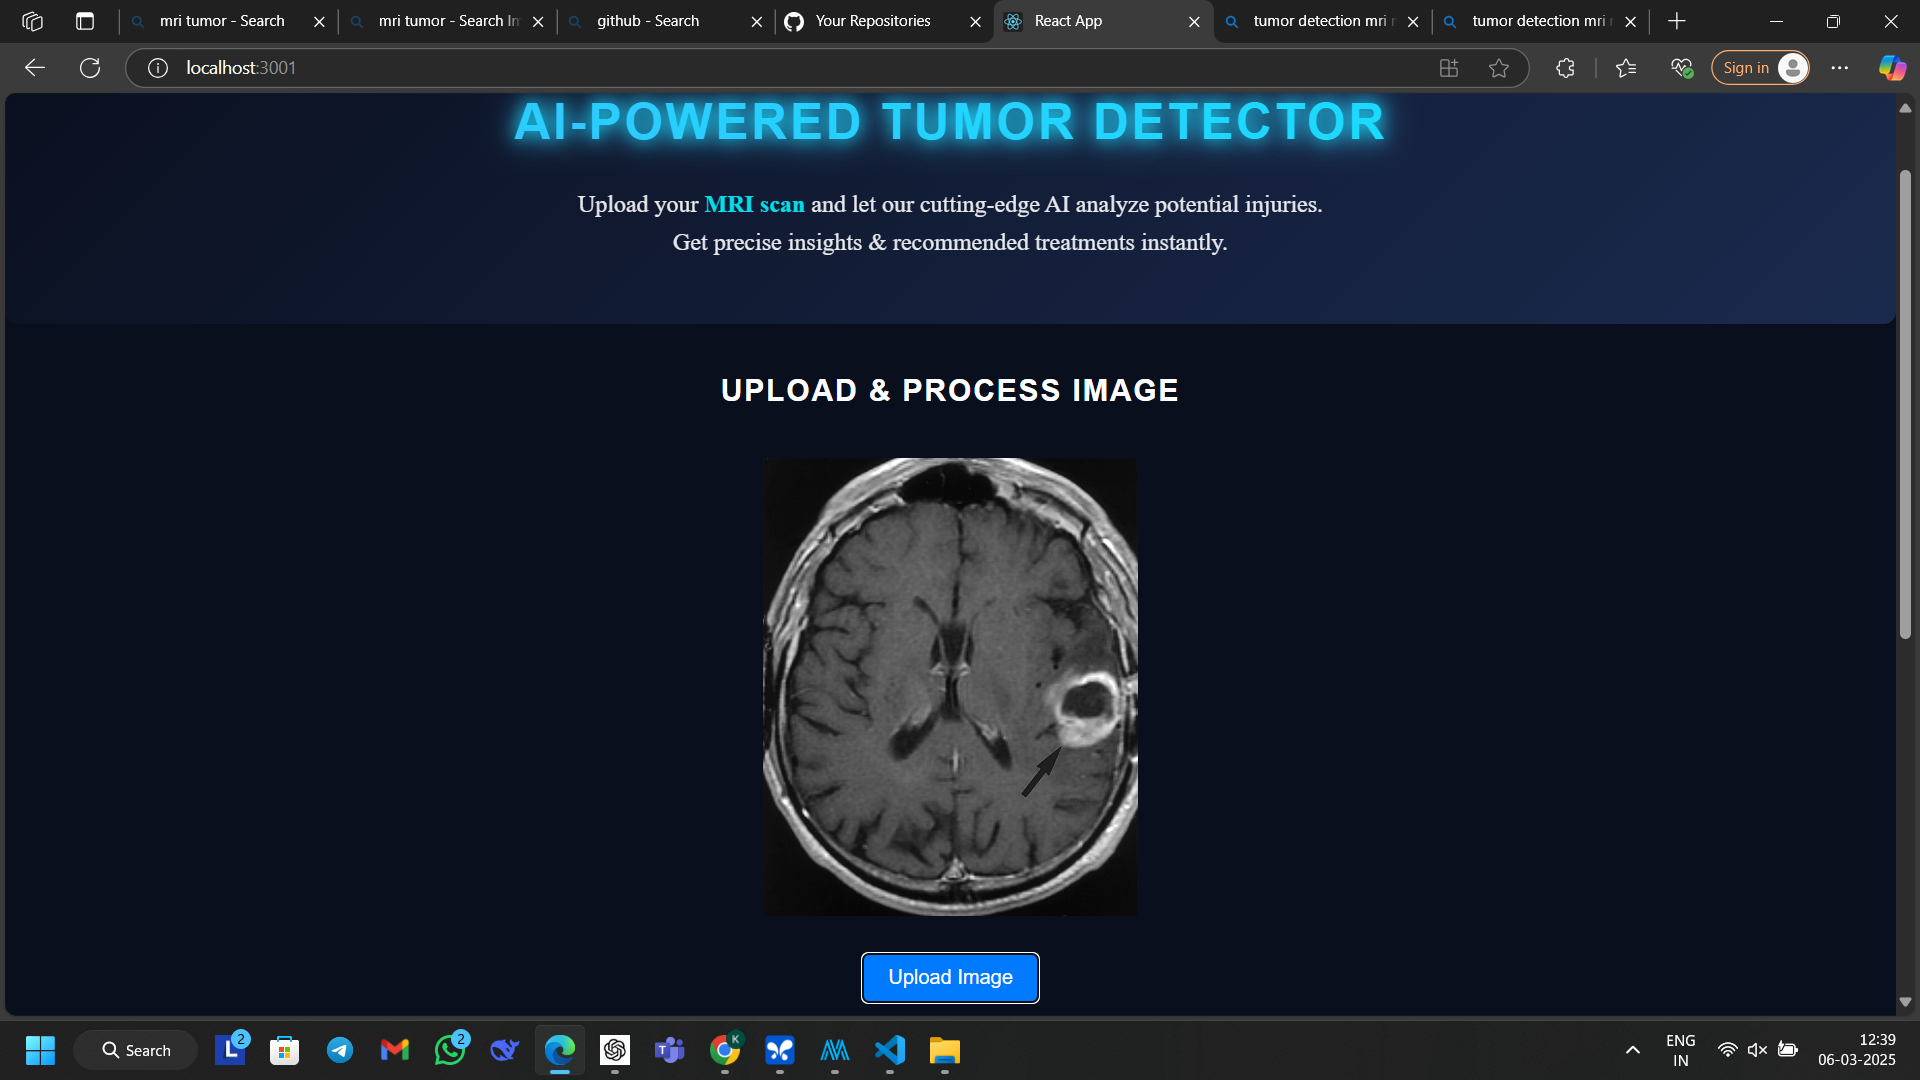 mri tumor - Search
mri tumor - Search Im
github - Search
Your Repositories
React App
tumor detection mri
tumor detection mri
localhost:3001
Sign in
AI-POWERED TUMOR DETECTOR
Upload your MRI scan and let our cutting-edge AI analyze potential injuries.
Get precise insights & recommended treatments instantly.
UPLOAD & PROCESS IMAGE
Upload Image
Search
L
2
2
T
K
ENG
IN
12:39
06-03-2025